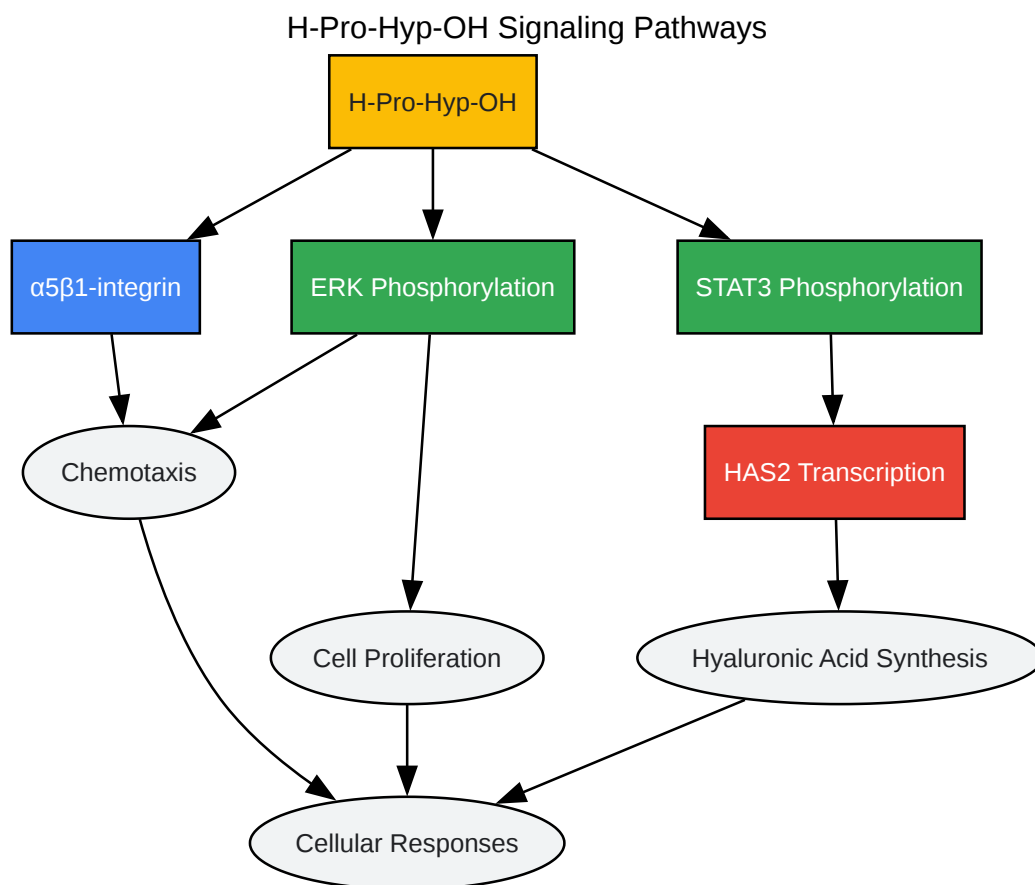 H-Pro-Hyp-OH Signaling Pathways
H-Pro-Hyp-OH
α5β1-integrin
ERK Phosphorylation
STAT3 Phosphorylation
Chemotaxis
HAS2 Transcription
Cell Proliferation
Hyaluronic Acid Synthesis
Cellular Responses